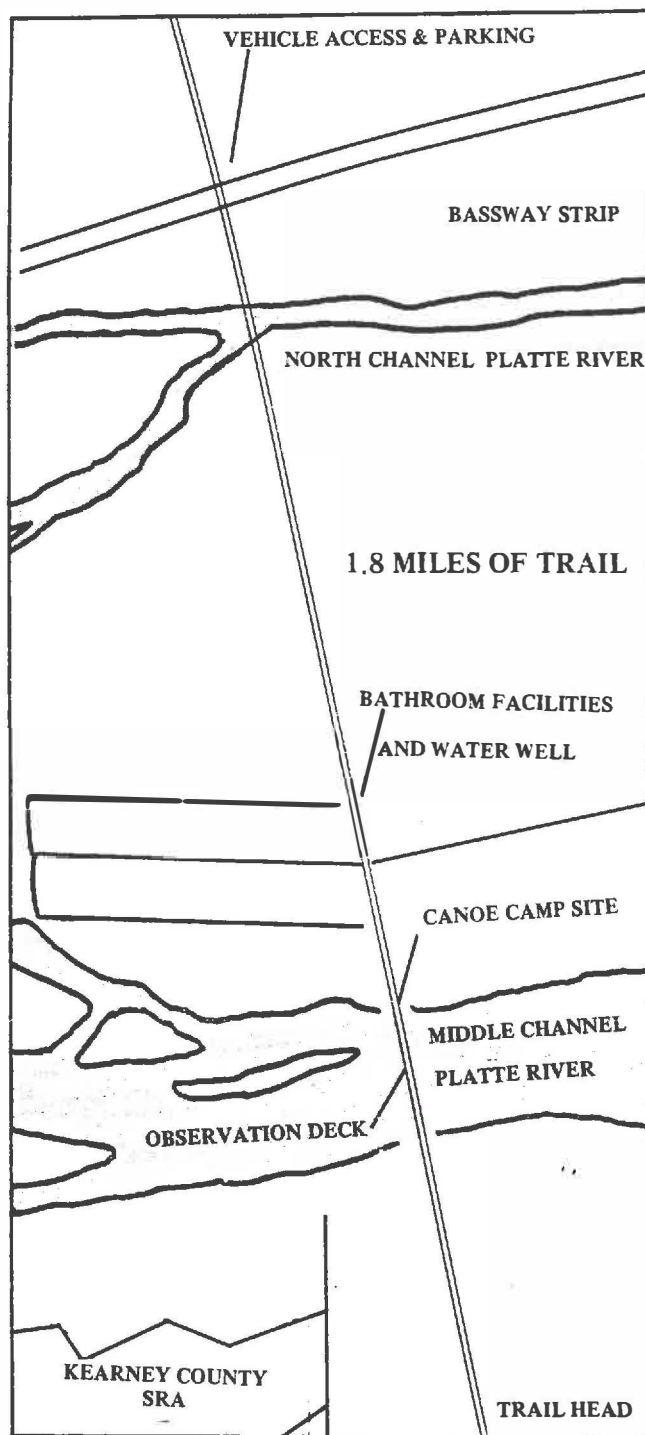 VEHICLE ACCESS & PARKING
BASSWAY STRIP
NORTH CHANNEL PLATTE RIVER
1.8 MILES OF TRAIL
BATHROOM FACILITIES
AND WATER WELL
CANOE CAMP SITE
MIDDLE CHANNEL
PLATTE RIVER
OBSERVATION DECK
KEARNEY COUNTY
SRA
TRAIL HEAD